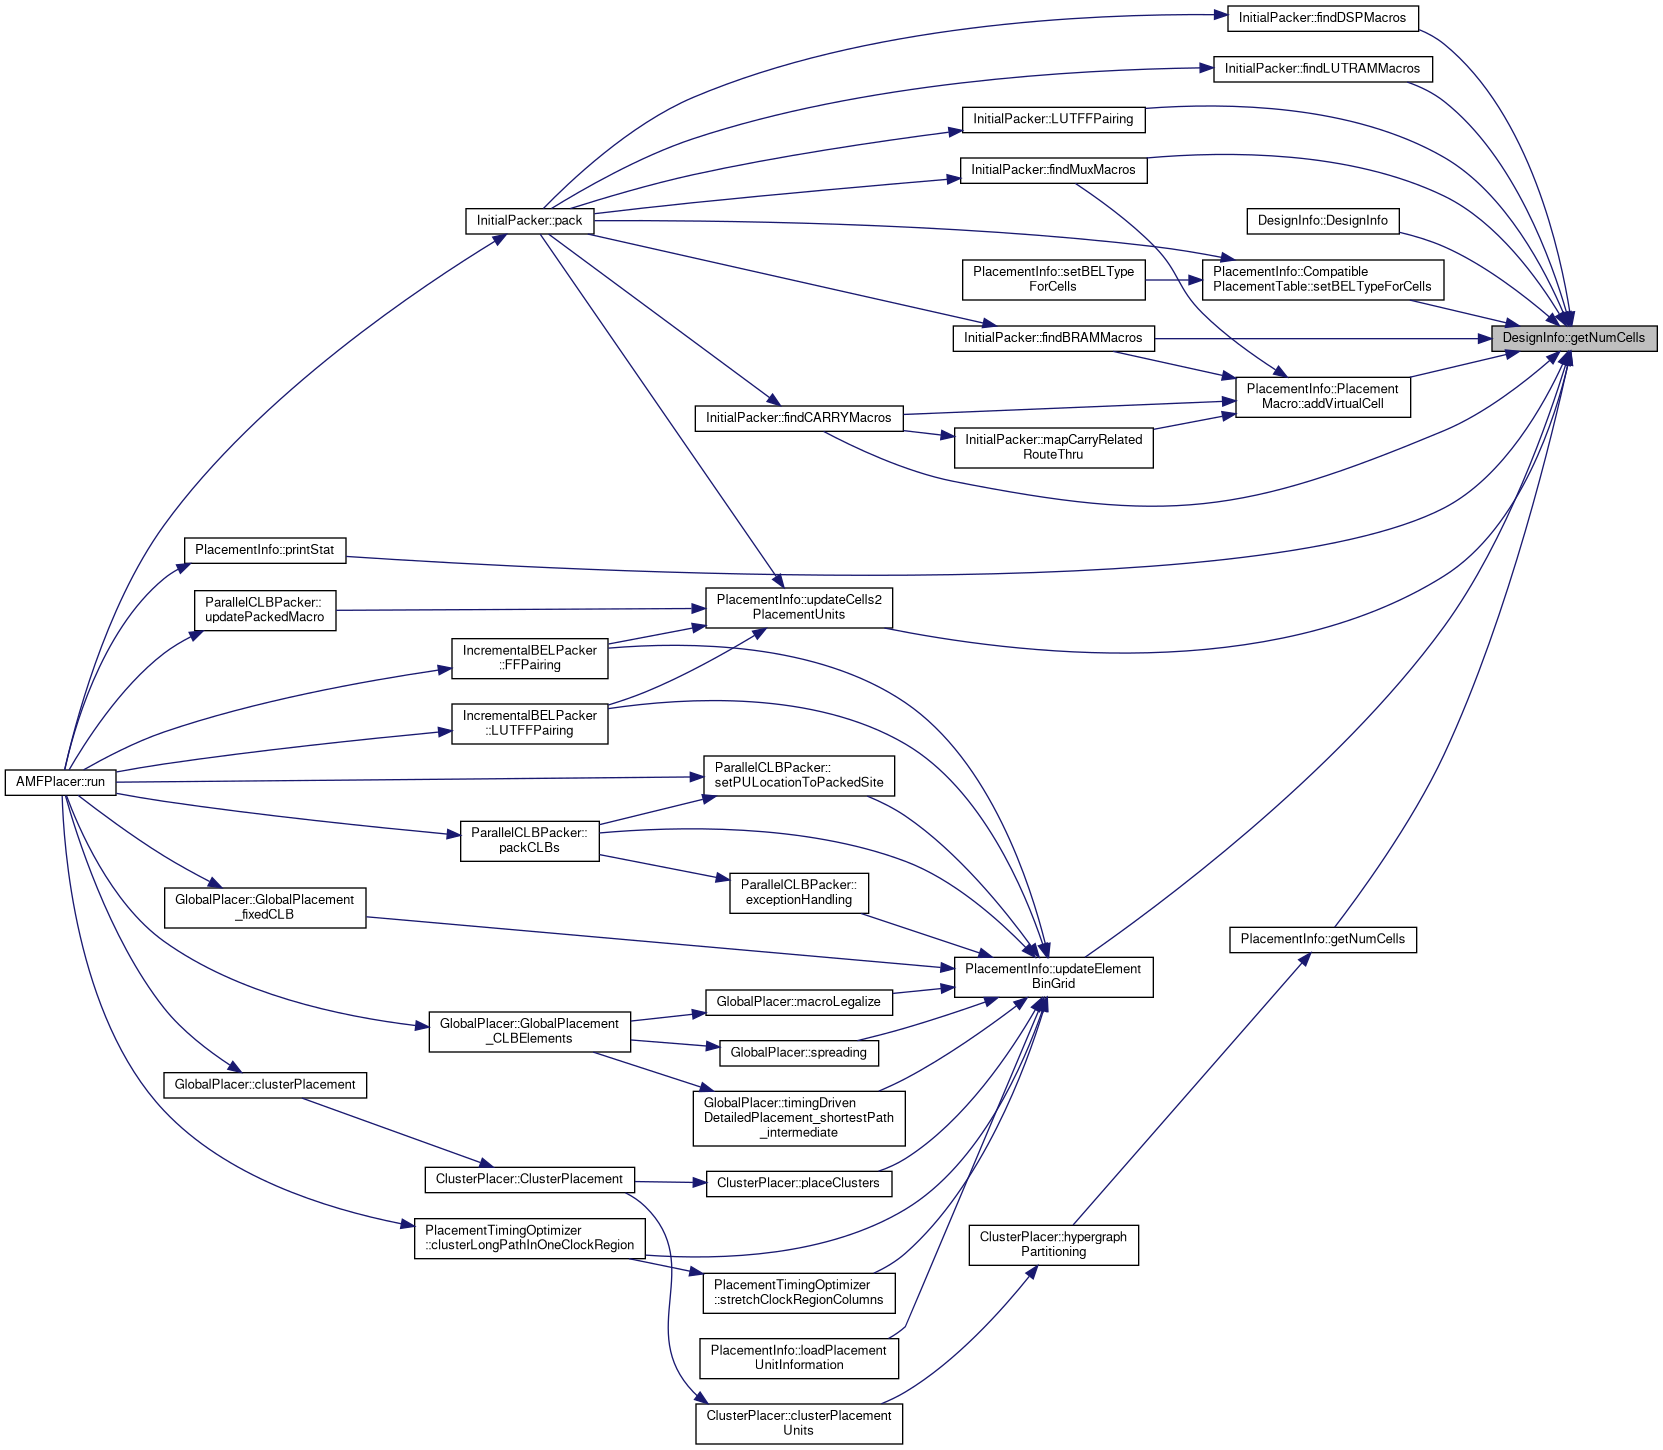 InitialPacker::findDSPMacros
InitialPacker::findLUTRAMMacros
InitialPacker::LUTFFPairing
InitialPacker::findMuxMacros
InitialPacker::pack
DesignInfo::DesignInfo
PlacementInfo::setBELType
ForCells
PlacementInfo::Compatible
PlacementTable::setBELTypeForCells
InitialPacker::findBRAMMacros
DesignInfo::getNumCells
PlacementInfo::Placement
Macro::addVirtualCell
InitialPacker::findCARRYMacros
InitialPacker::mapCarryRelated
RouteThru
PlacementInfo::printStat
ParallelCLBPacker::
updatePackedMacro
PlacementInfo::updateCells2
PlacementUnits
IncrementalBELPacker
::FFPairing
IncrementalBELPacker
::LUTFFPairing
AMFPlacer::run
ParallelCLBPacker::
setPULocationToPackedSite
ParallelCLBPacker::
packCLBs
ParallelCLBPacker::
exceptionHandling
GlobalPlacer::GlobalPlacement
_fixedCLB
PlacementInfo::getNumCells
PlacementInfo::updateElement
BinGrid
GlobalPlacer::macroLegalize
GlobalPlacer::GlobalPlacement
_CLBElements
GlobalPlacer::spreading
GlobalPlacer::clusterPlacement
GlobalPlacer::timingDriven
DetailedPlacement_shortestPath
_intermediate
ClusterPlacer::ClusterPlacement
ClusterPlacer::placeClusters
PlacementTimingOptimizer
::clusterLongPathInOneClockRegion
ClusterPlacer::hypergraph
Partitioning
PlacementTimingOptimizer
::stretchClockRegionColumns
PlacementInfo::loadPlacement
UnitInformation
ClusterPlacer::clusterPlacement
Units